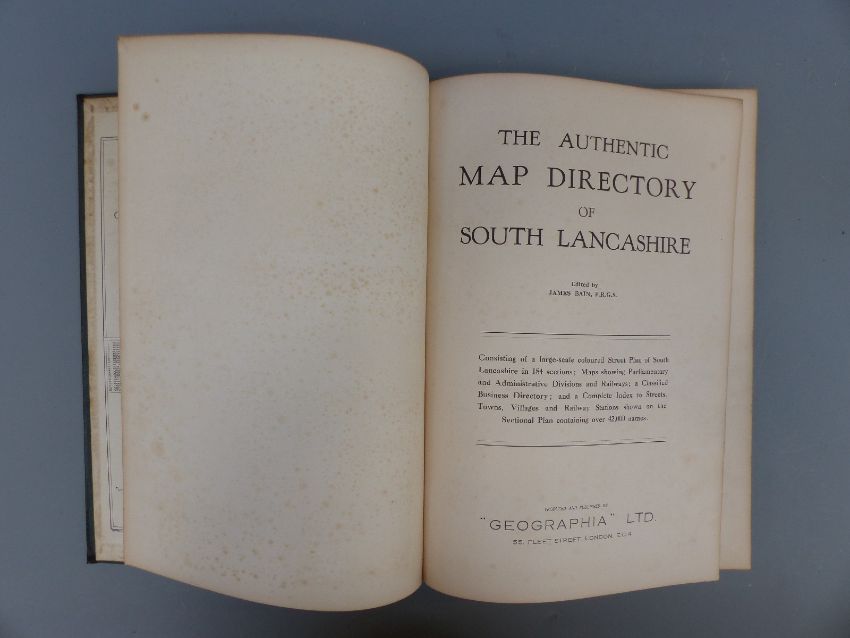 THE AUTHENTIC
MAP DIRECTORY
OF
SOUTH LANCASHIRE
Edited by
JAMES BAIN, F.R.G.S.
Consisting of a large-scale coloured Street Plan of South
Lancashire in 184 sections; Maps showing Parliamentary
and Administrative Divisions and Railways; a Classified
Business Directory; and a Complete Index to Streets,
Towns, Villages and Railway Stations shown on the
Sectional Plan containing over 42,000 names.
"GEOGRAPHIA" LTD.
55, FLEET STREET, LONDON, E.C.4